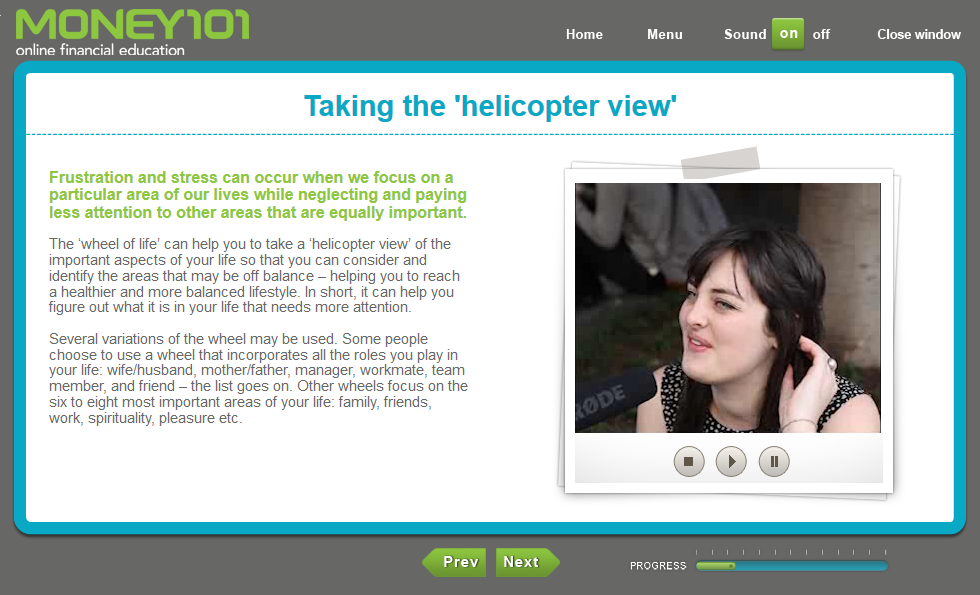 MONEY101
online financial education
Home Menu Sound on off Close window
Taking the 'helicopter view'
Frustration and stress can occur when we focus on a
particular area of our lives while neglecting and paying
less attention to other areas that are equally important.
The ‘wheel of life’ can help you to take a ‘helicopter view’ of the
important aspects of your life so that you can consider and
identify the areas that may be off balance – helping you to reach
a healthier and more balanced lifestyle. In short, it can help you
figure out what it is in your life that needs more attention.
Several variations of the wheel may be used. Some people
choose to use a wheel that incorporates all the roles you play in
your life: wife/husband, mother/father, manager, workmate, team
member, and friend – the list goes on. Other wheels focus on the
six to eight most important areas of your life: family, friends,
work, spirituality, pleasure etc.
RØDE
Prev Next
PROGRESS